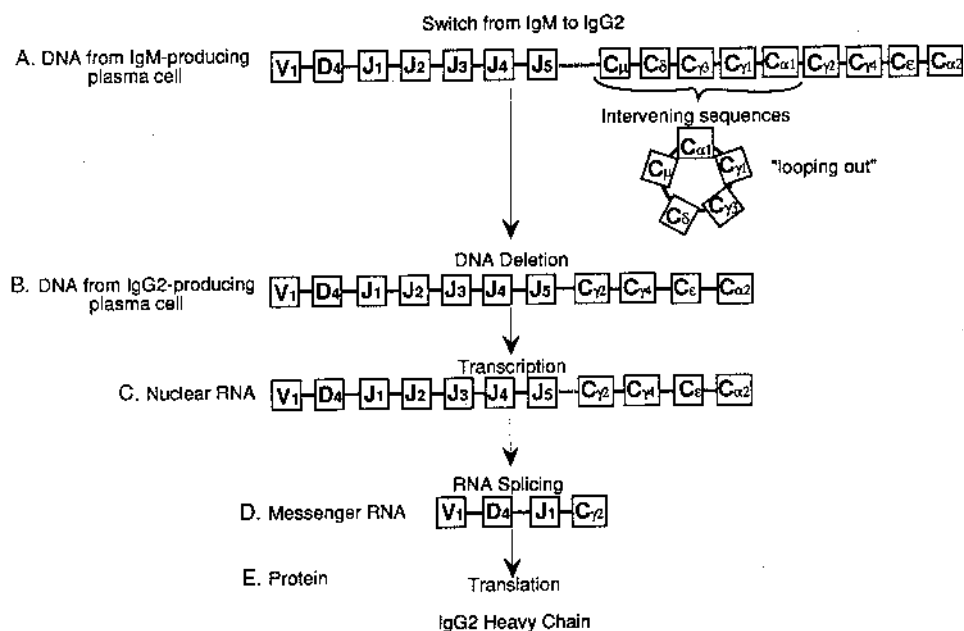 Switch from IgM to IgG2
A. DNA from IgM-producing
plasma cell
V1 D4 J1 J2 J3 J4 J5 Cμ Cδ Cγ3 Cγ1 Cα1 Cγ2 Cγ4 Cε Cα2
Intervening sequences
Cα1
Cμ Cγ1
"looping out"
Cδ Cγ3
DNA Deletion
B. DNA from IgG2-producing
plasma cell
V1 D4 J1 J2 J3 J4 J5 Cγ2 Cγ4 Cε Cα2
Transcription
C. Nuclear RNA
V1 D4 J1 J2 J3 J4 J5 Cγ2 Cγ4 Cε Cα2
RNA Splicing
D. Messenger RNA
V1 D4 J1 Cγ2
E. Protein
Translation
IgG2 Heavy Chain